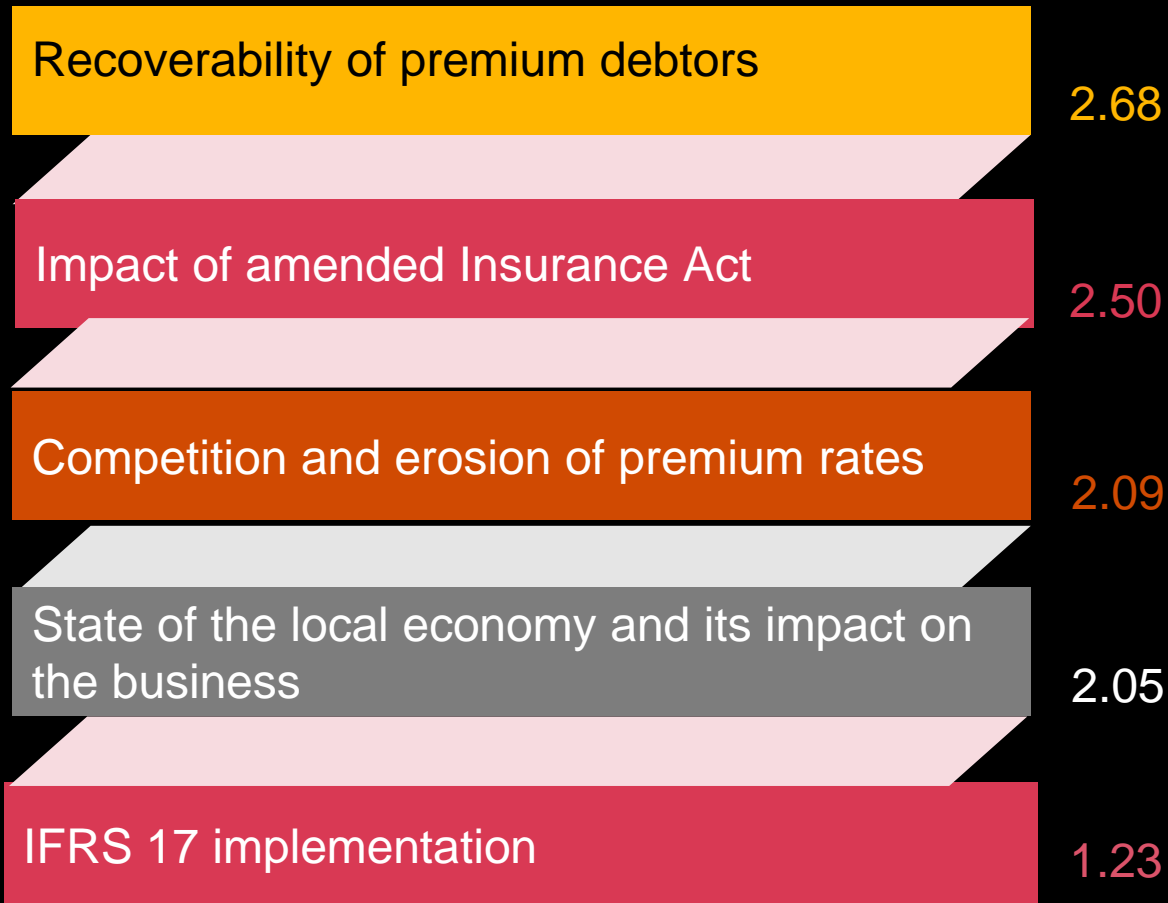 Recoverability of premium debtors
2.68
Impact of amended Insurance Act
2.50
Competition and erosion of premium rates
2.09
State of the local economy and its impact on
the business
2.05
IFRS 17 implementation
1.23